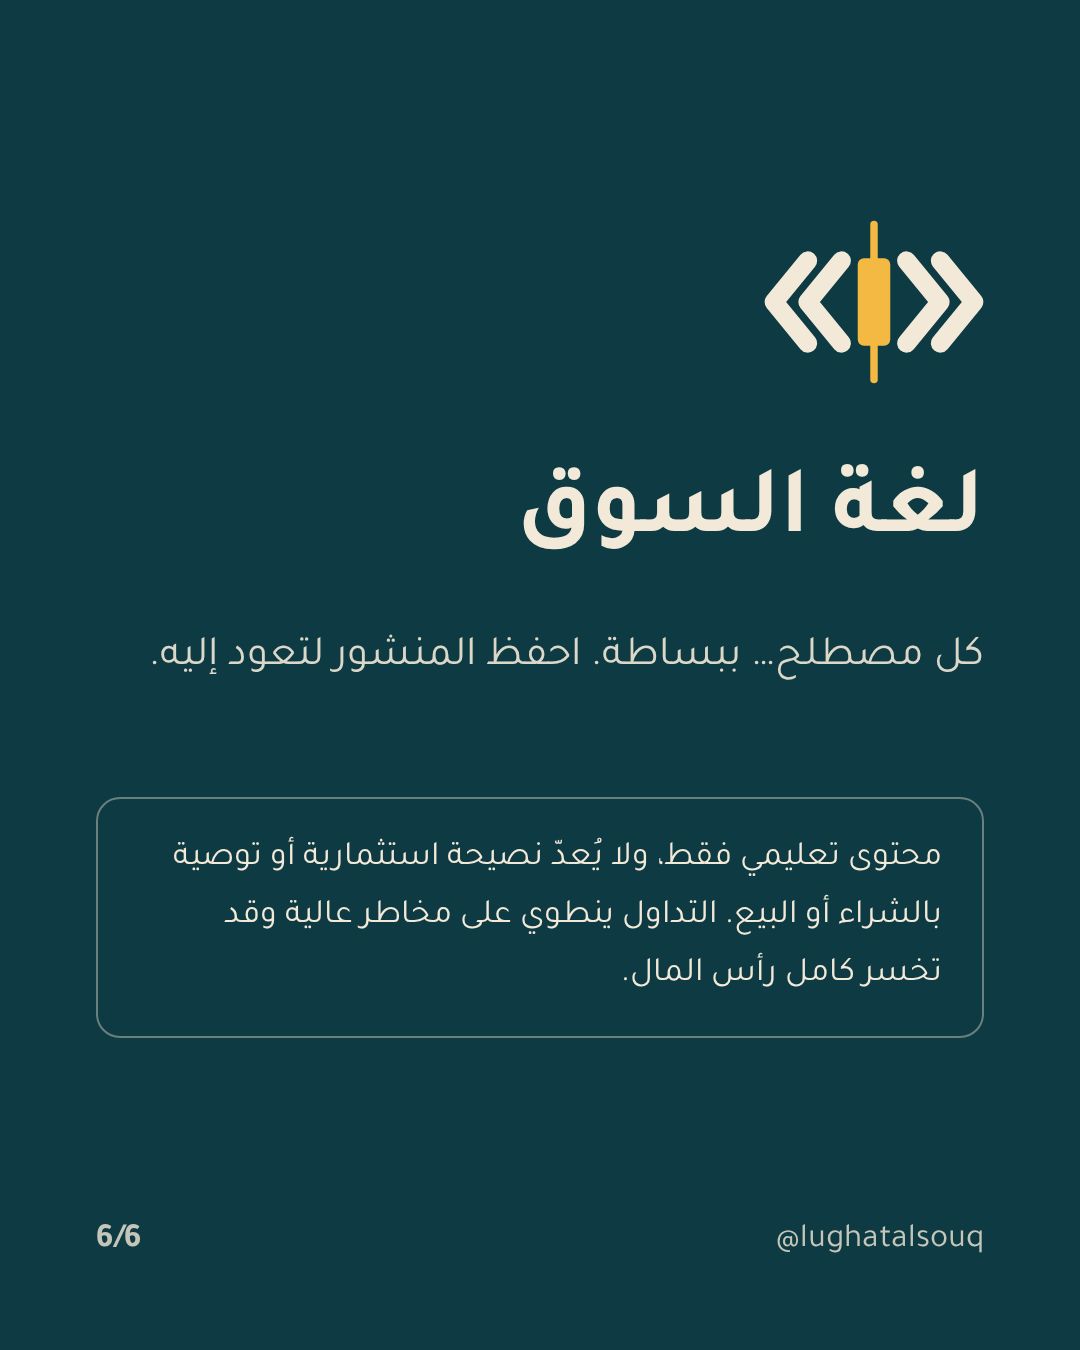 لغة السوق
كل مصطلح... ببساطة. احفظ المنشور لتعود إليه.
محتوى تعليمي فقط، ولا يُعدّ نصيحة استثمارية أو توصية
بالشراء أو البيع. التداول ينطوي على مخاطر عالية وقد
تخسر كامل رأس المال.
@lughatalsouq
6/6